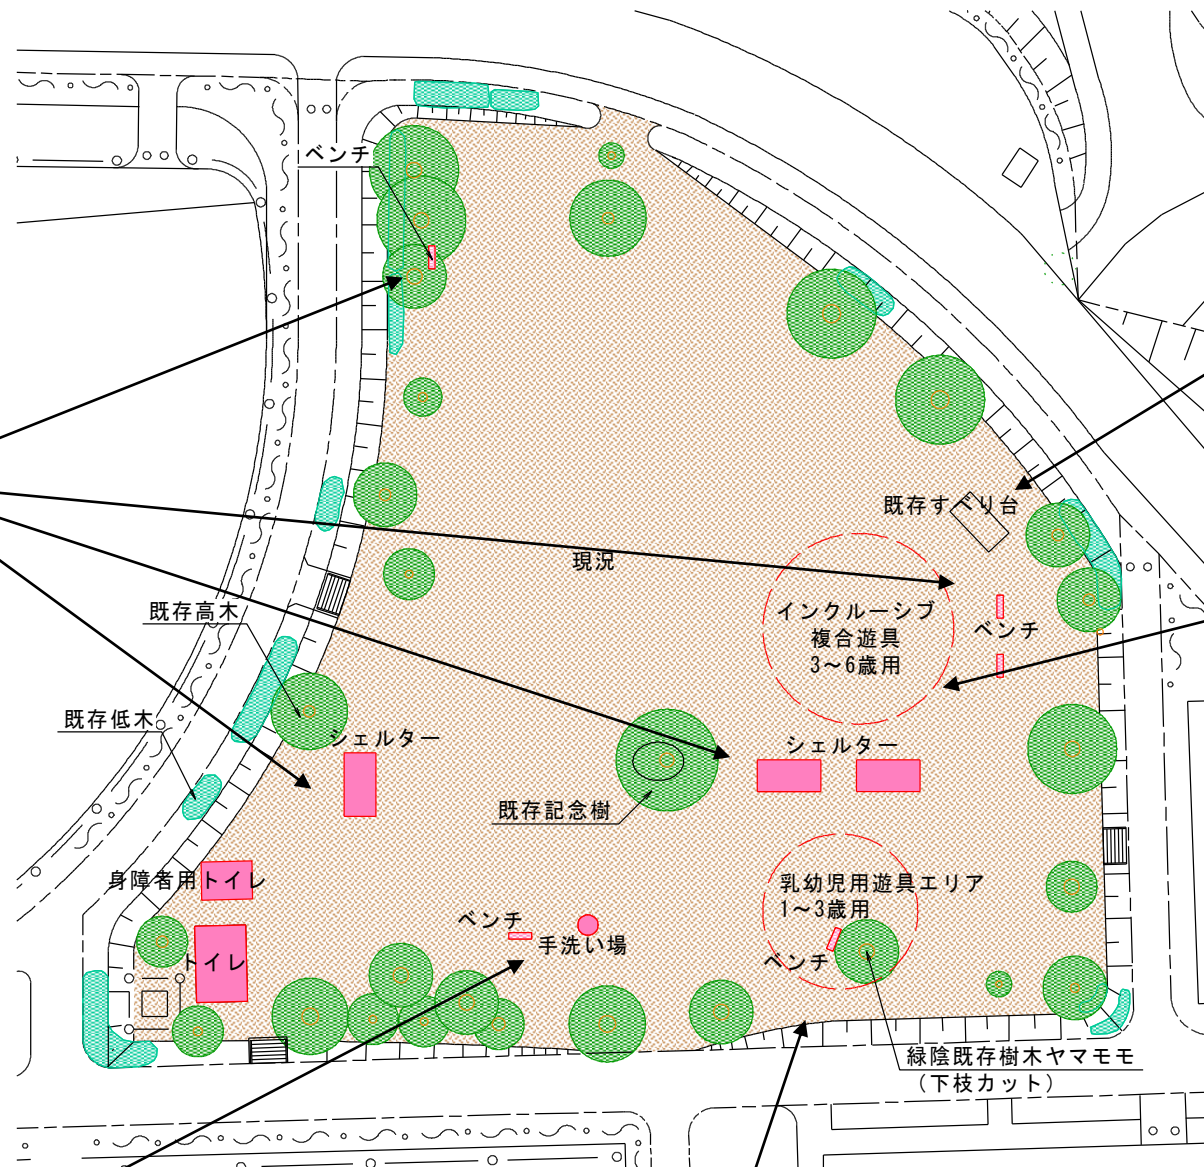 ベンチ
既存すべり台
現況
インクルーシブ
複合遊具
3～6歳用
ベンチ
既存高木
既存低木
シェルター
シェルター
既存記念樹
身障者用トイレ
トイレ
ベンチ
手洗い場
乳幼児用遊具エリア
1～3歳用
ベンチ
緑陰既存樹木ヤマモモ
（下枝カット）